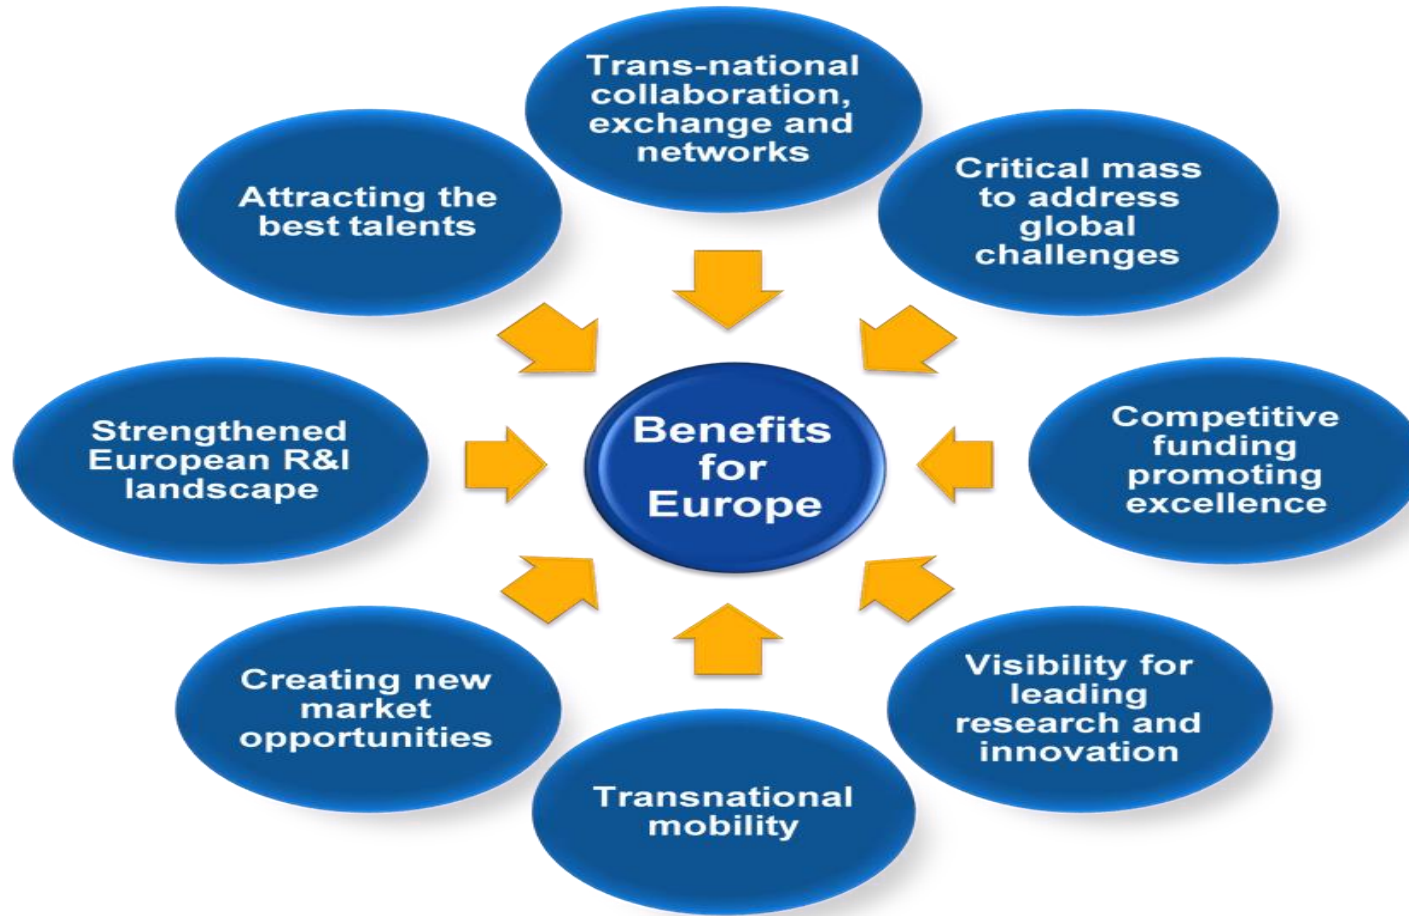 Trans-national
collaboration,
exchange and
networks
Critical mass
to address
global
challenges
Attracting the
best talents
Competitive
funding
promoting
excellence
Strengthened
European R&I
landscape
Benefits
for
Europe
Visibility for
leading
research and
innovation
Creating new
market
opportunities
Transnational
mobility